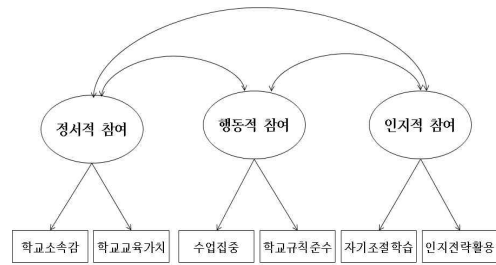 정서적 참여
행동적 참여
인지적 참여
학교소속감
학교교육가치
수업집중
학교규칙준수
자기조절학습
인지전략활용